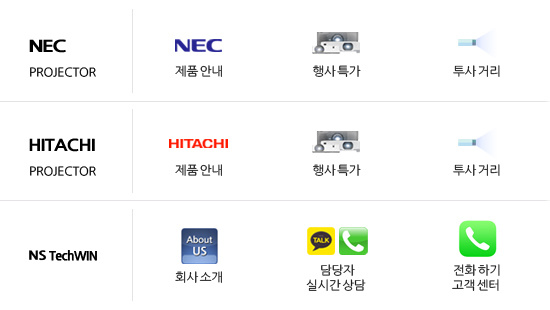 NEC
PROJECTOR
NEC
제품 안내
행사 특가
투사 거리
HITACHI
PROJECTOR
HITACHI
제품 안내
행사 특가
투사 거리
NS TechWIN
About
US
회사 소개
TALK
담당자
실시간 상담
전화 하기
고객 센터